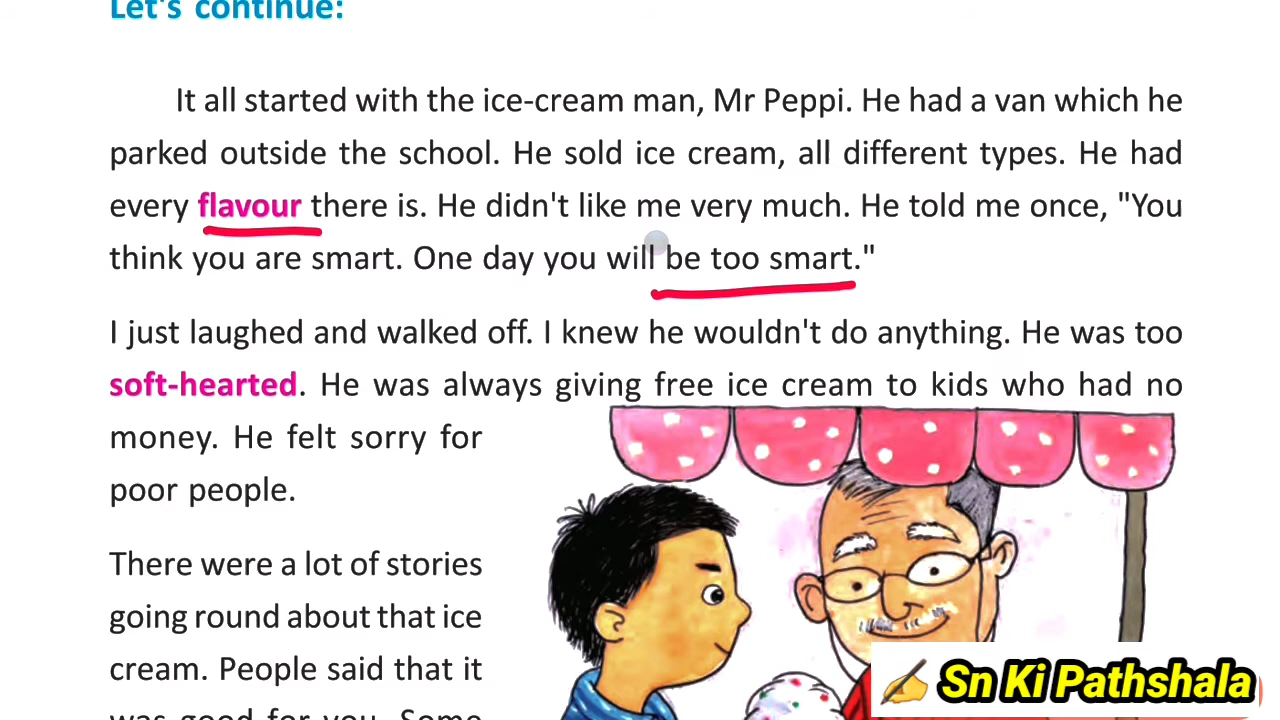 Let's continue:
It all started with the ice-cream man, Mr Peppi. He had a van which he
parked outside the school. He sold ice cream, all different types. He had
every flavour there is. He didn't like me very much. He told me once, "You
think you are smart. One day you will be too smart."
I just laughed and walked off. I knew he wouldn't do anything. He was too
soft-hearted. He was always giving free ice cream to kids who had no
money. He felt sorry for
poor people.
There were a lot of stories
going round about that ice
cream. People said that it
was good for you. Some
Sn Ki Pathshala